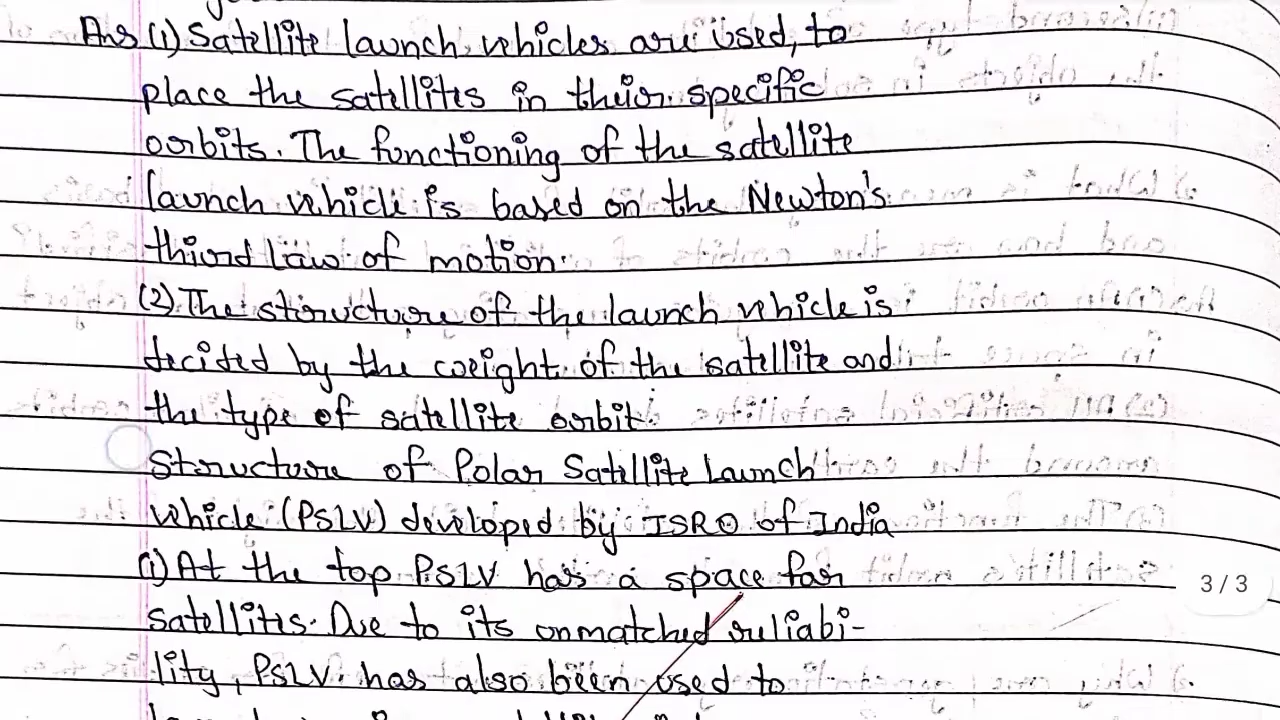 Ans (1) Satellite launch vehicles are used, to
place the satellites in their specific
orbits. The functioning of the satellite
launch vehicle is based on the Newton's
third law of motion.
(2) The structure of the launch vehicle is
decided by the weight of the satellite and
the type of satellite orbit.
Structure of Polar Satellite Launch
Vehicle (PSLV) developed by ISRO of India
(1) At the top PSLV has a space for
satellites. Due to its unmatched reliabi-
lity, PSLV has also been used to
3/3